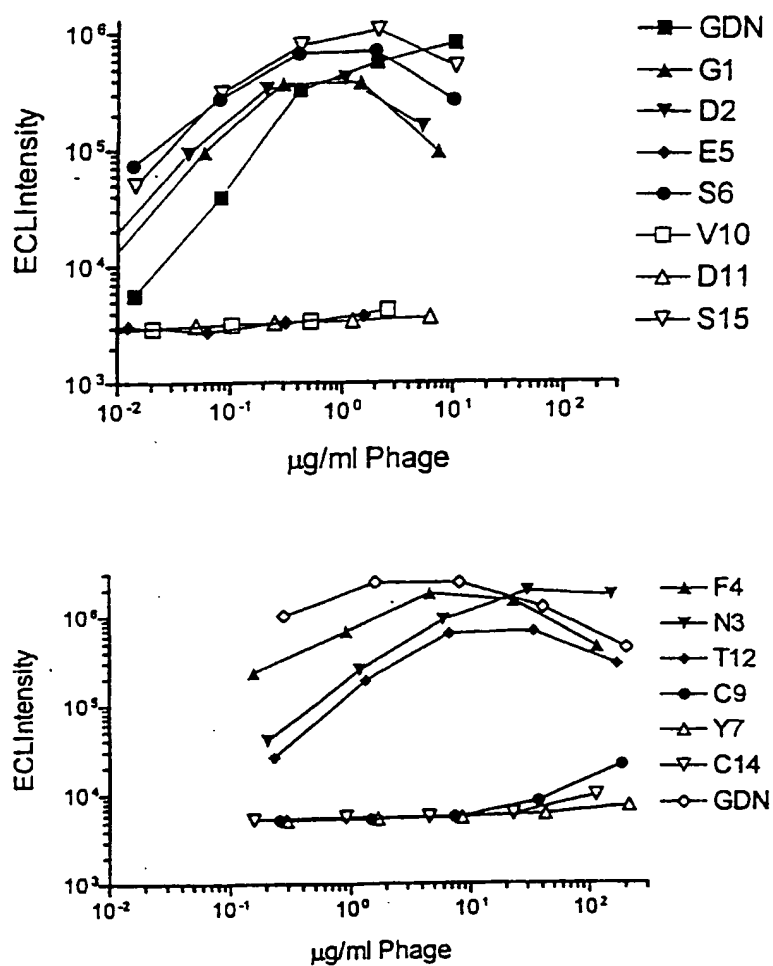 10⁶
10⁵
10⁴
10³
ECLIntensity
10⁻² 10⁻¹ 10⁰ 10¹ 10²
µg/ml Phage
GDN
G1
D2
E5
S6
V10
D11
S15
10⁶
10⁵
10⁴
10³
ECLIntensity
10⁻² 10⁻¹ 10⁰ 10¹ 10²
µg/ml Phage
F4
N3
T12
C9
Y7
C14
GDN